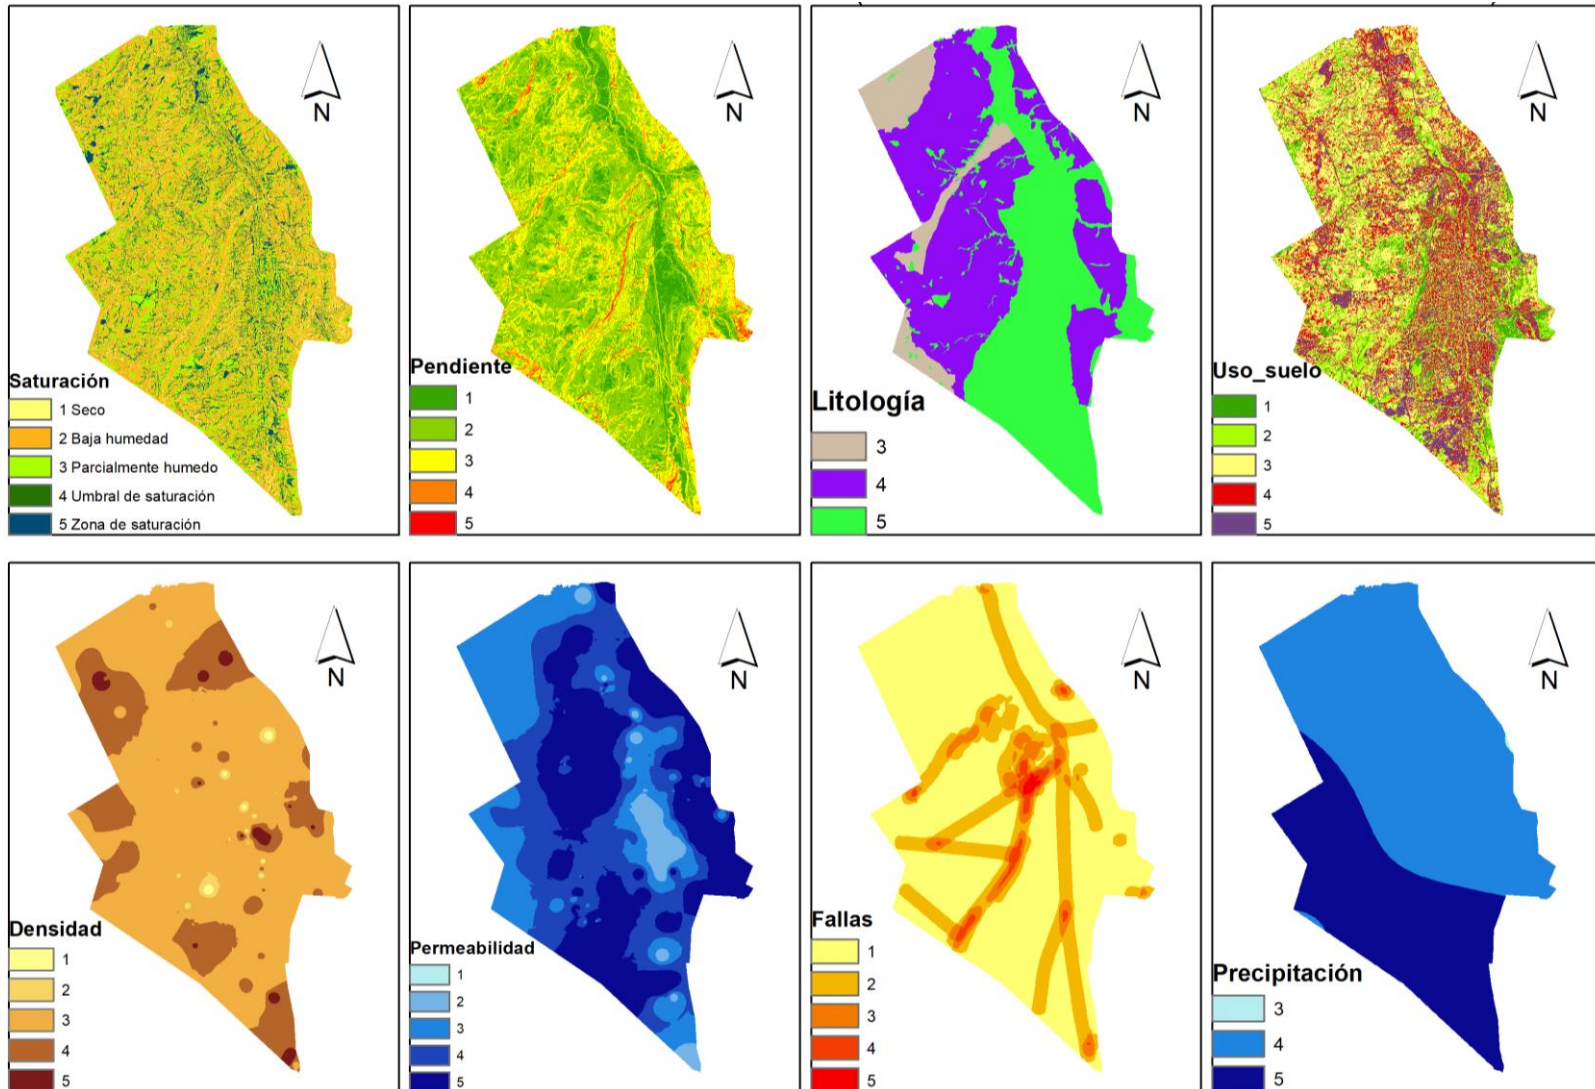 N
Saturación
1 Seco
2 Baja humedad
3 Parcialmente humedo
4 Umbral de saturación
5 Zona de saturación
N
Pendiente
1
2
3
4
5
N
Litología
3
4
5
N
Uso_suelo
1
2
3
4
5
N
Densidad
1
2
3
4
5
N
Permeabilidad
1
2
3
4
5
N
Fallas
1
2
3
4
5
N
Precipitación
3
4
5